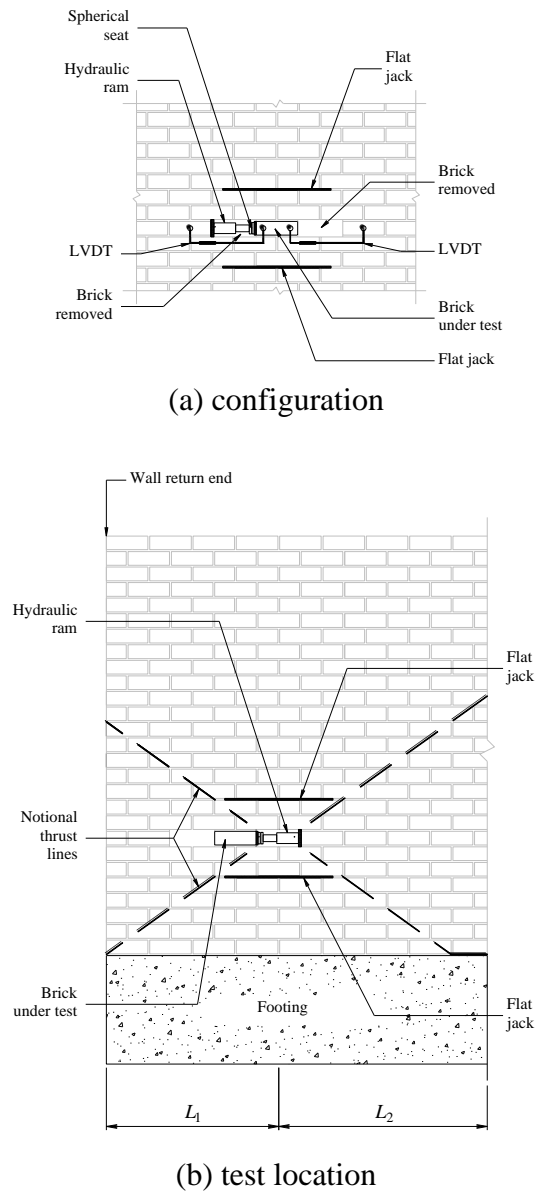 Spherical
seat
Hydraulic
ram
Flat
jack
Brick
removed
LVDT
LVDT
Brick
removed
Brick
under test
Flat jack
(a) configuration
Wall return end
Hydraulic
ram
Flat
jack
Notional
thrust
lines
Brick
under test
Footing
Flat
jack
L1
L2
(b) test location